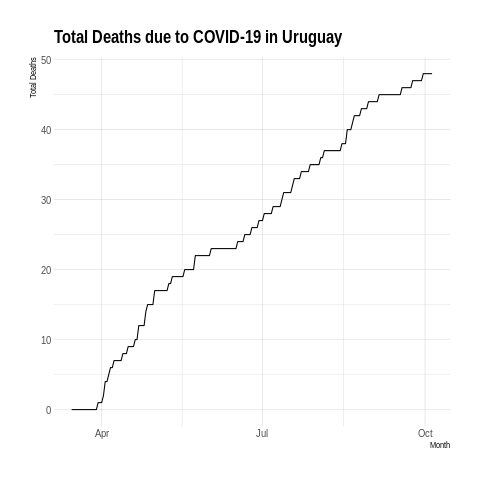 Total Deaths due to COVID-19 in Uruguay
Total Deaths
50
40
30
20
10
0
Apr
Jul
Oct
Month